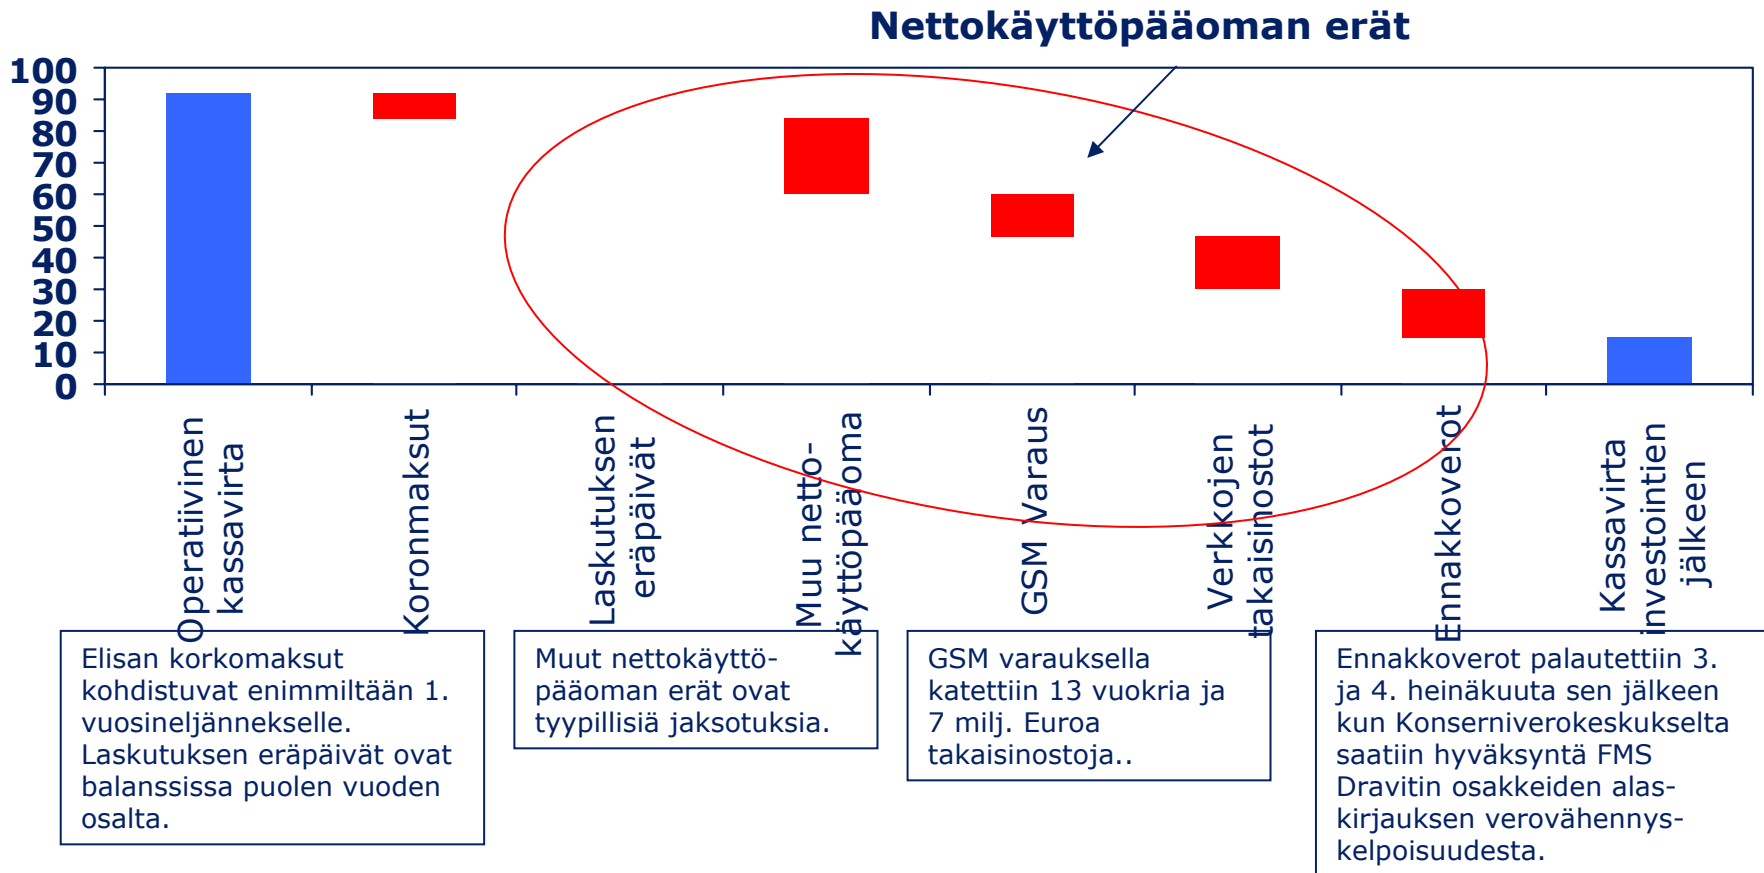 Nettokäyttöpääoman erät
100
90
80
70
60
50
40
30
20
10
0
Operatiivinen
kassavirta
Koronmaksut
Laskutuksen
eräpäivät
Muu netto-
käyttöpääoma
GSM Varaus
Verkkojen
takaisinostot
Ennakkoverot
Kassavirta
investointien
jälkeen
Elisan korkomaksut
kohdistuvat enimmiltään 1.
vuosineljännekselle.
Laskutuksen eräpäivät ovat
balanssissa puolen vuoden
osalta.
Muut nettokäyttö-
pääoman erät ovat
tyypillisiä jaksotuksia.
GSM varauksella
katettiin 13 vuokria ja
7 milj. Euroa
takaisinostoja..
Ennakkoverot palautettiin 3.
ja 4. heinäkuuta sen jälkeen
kun Konserniverokeskukselta
saatiin hyväksyntä FMS
Dravitin osakkeiden alas-
kirjauksen verovähennys-
kelpoisuudesta.